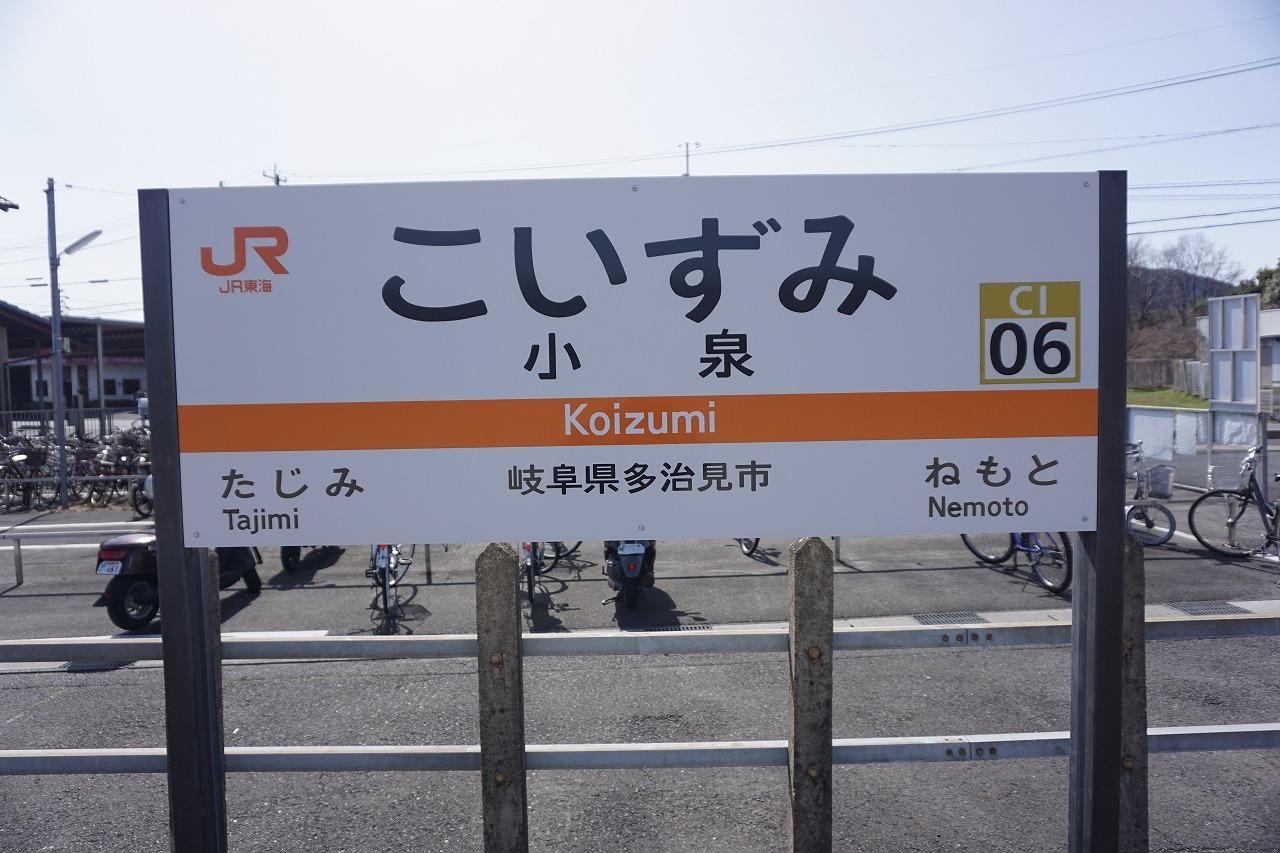 JR
JR東海
こいずみ
小泉
CI
06
Koizumi
たじみ
Tajimi
岐阜県多治見市
ねもと
Nemoto